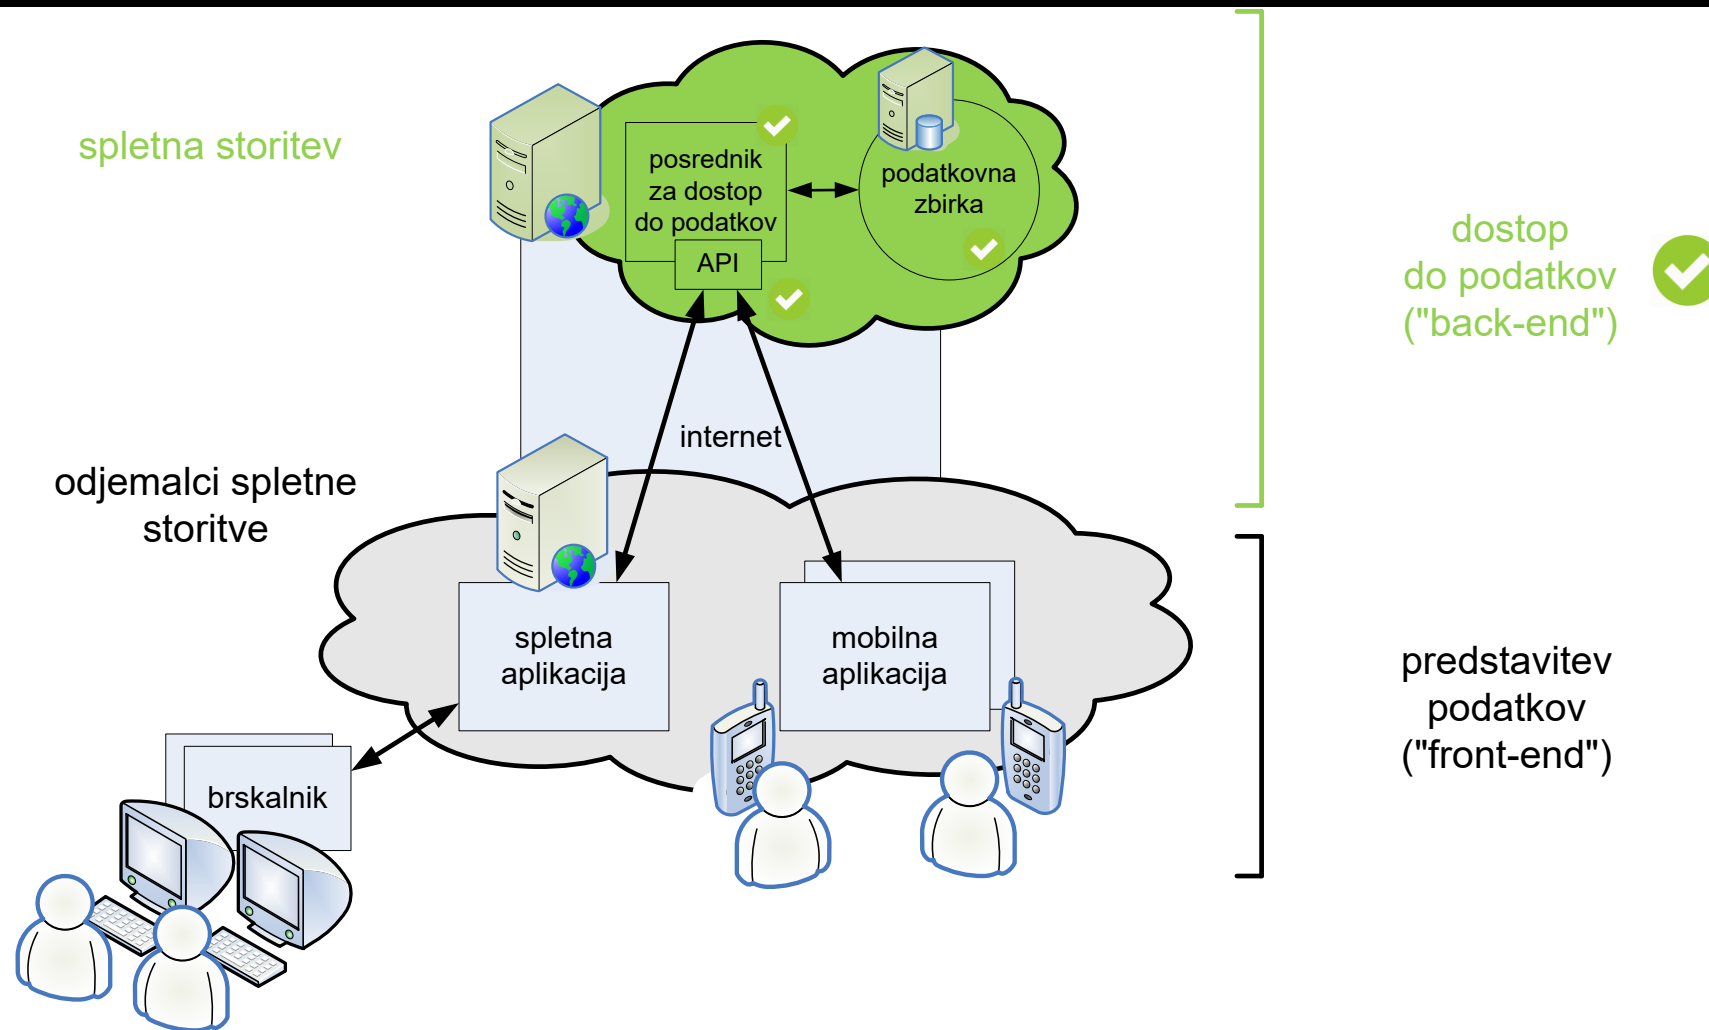 spletna storitev
posrednik
za dostop
do podatkov
API
podatkovna
zbirka
dostop
do podatkov
("back-end")
internet
odjemalci spletne
storitve
spletna
aplikacija
mobilna
aplikacija
brskalnik
predstavitev
podatkov
("front-end")